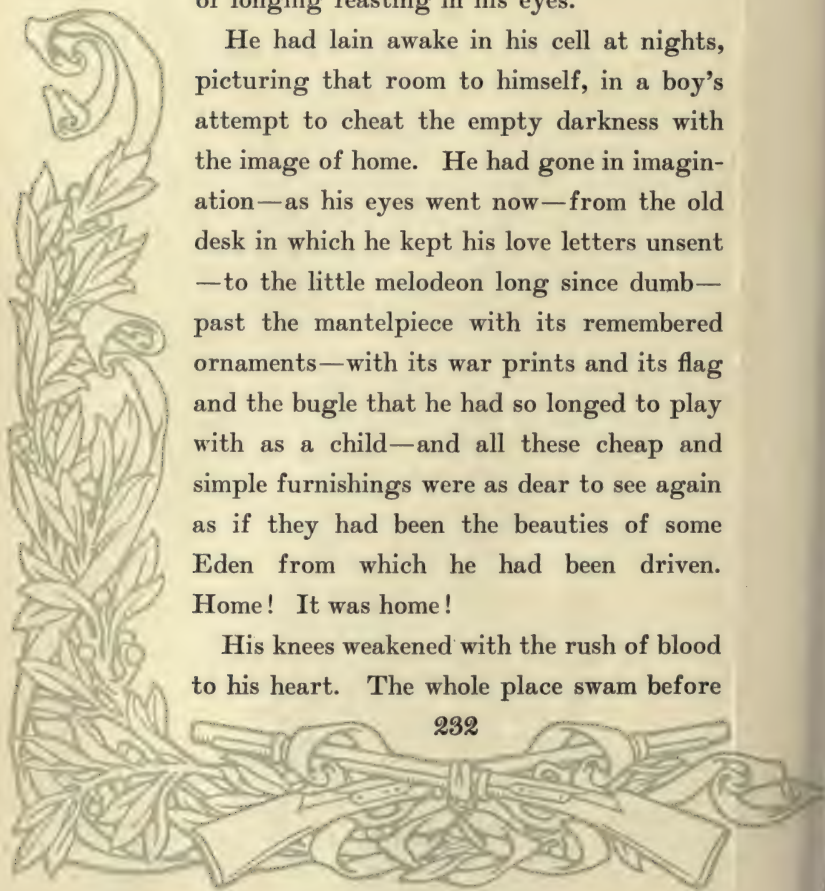 of longing feasting in his eyes.
He had lain awake in his cell at nights,
picturing that room to himself, in a boy's
attempt to cheat the empty darkness with
the image of home. He had gone in imagin-
ation—as his eyes went now—from the old
desk in which he kept his love letters unsent
—to the little melodeon long since dumb—
past the mantelpiece with its remembered
ornaments—with its war prints and its flag
and the bugle that he had so longed to play
with as a child—and all these cheap and
simple furnishings were as dear to see again
as if they had been the beauties of some
Eden from which he had been driven.
Home! It was home!
His knees weakened with the rush of blood
to his heart. The whole place swam before
232